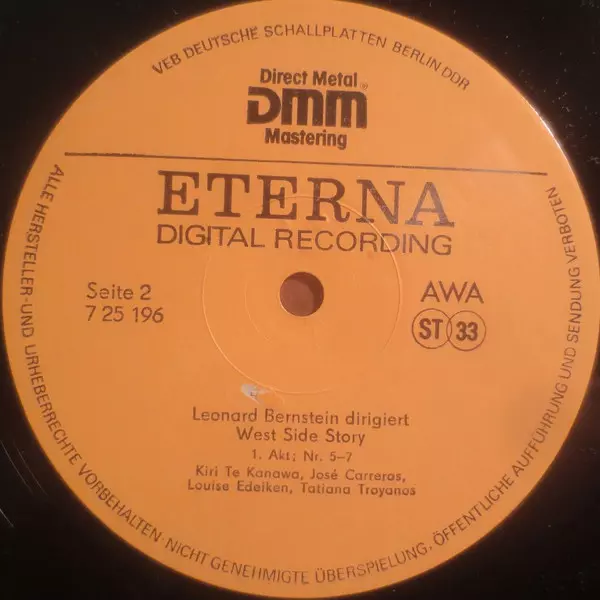 VEB DEUTSCHE SCHALLPLATTEN BERLIN DDR
Direct Metal ®
DMM
Mastering
ETERNA
DIGITAL RECORDING
Seite 2
7 25 196
AWA
ST 33
Leonard Bernstein dirigiert
West Side Story
1. Akt; Nr. 5–7
Kiri Te Kanawa, José Carreras,
Louise Edeiken, Tatiana Troyanos
ALLE HERSTELLER- UND URHEBERRECHTE VORBEHALTEN · NICHT GENEHMIGTE ÜBERSPIELUNG, ÖFFENTLICHE AUFFÜHRUNG UND SENDUNG VERBOTEN